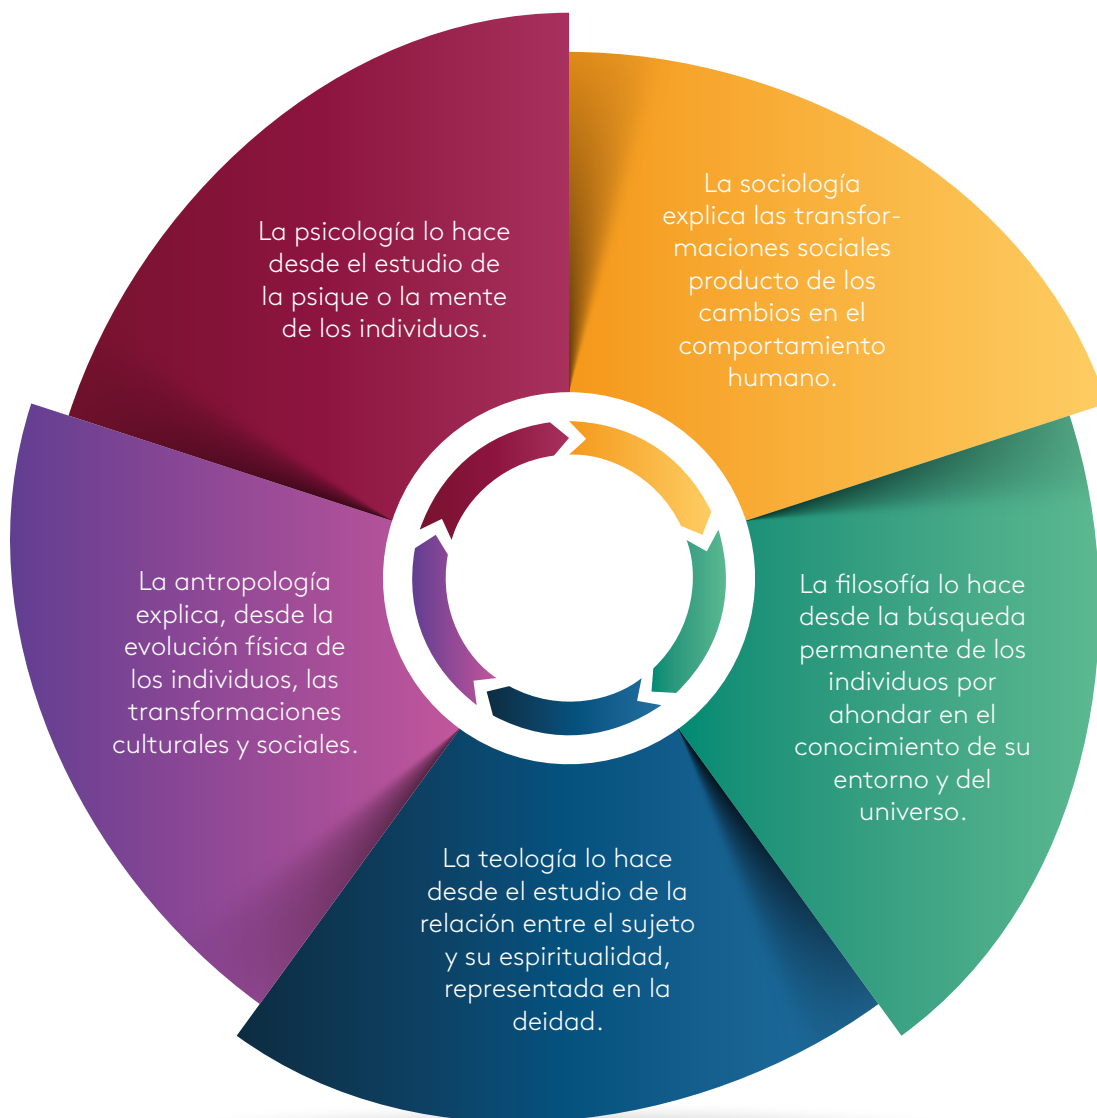 La sociología
explica las transfor-
maciones sociales
producto de los
cambios en el
comportamiento
humano.
La filosofía lo hace
desde la búsqueda
permanente de los
individuos por
ahondar en el
conocimiento de su
entorno y del
universo.
La teología lo hace
desde el estudio de la
relación entre el sujeto
y su espiritualidad,
representada en la
deidad.
La antropología
explica, desde la
evolución física de
los individuos, las
transformaciones
culturales y sociales.
La psicología lo hace
desde el estudio de
la psique o la mente
de los individuos.